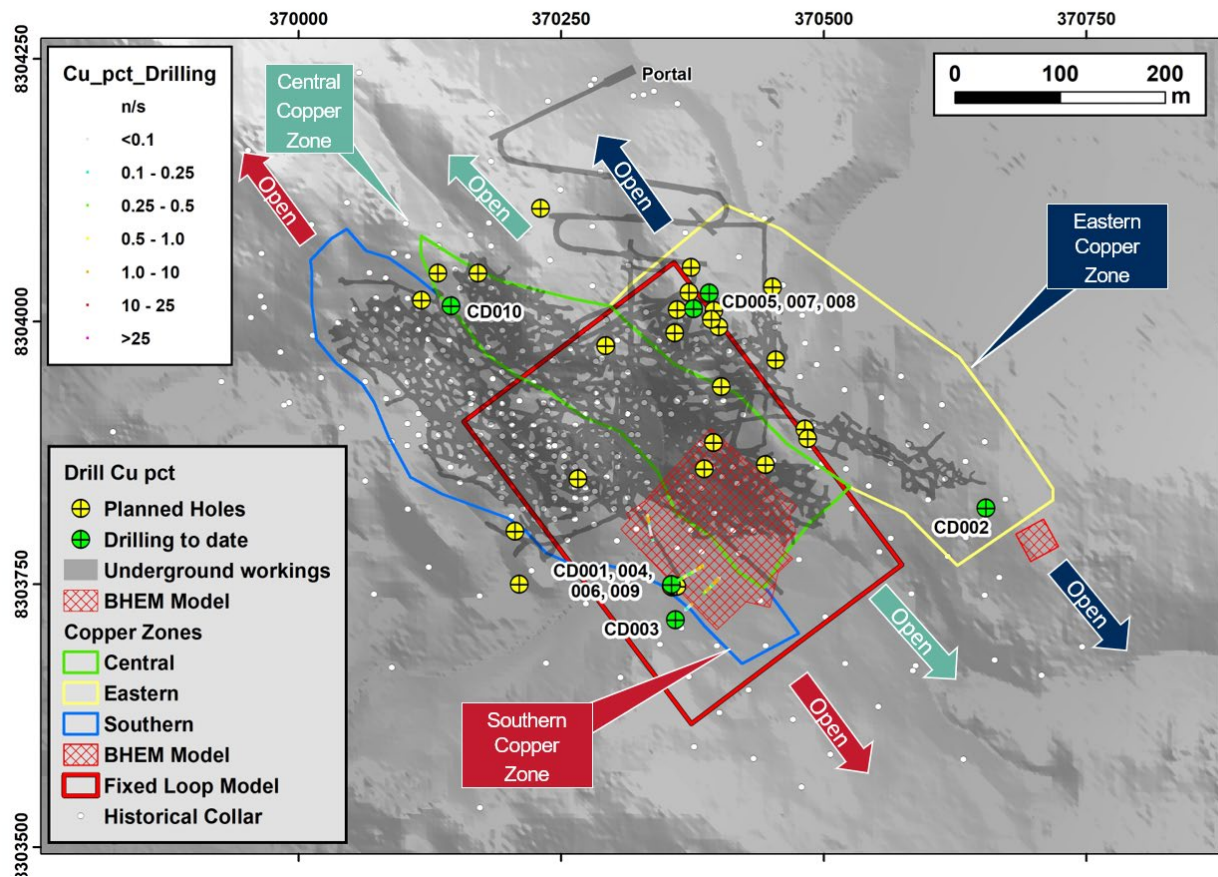 370000
370250
370500
370750
8304250
8304000
8303750
8303500
Cu_pct_Drilling
n/s
<0.1
0.1 - 0.25
0.25 - 0.5
0.5 - 1.0
1.0 - 10
10 - 25
>25
Central
Copper
Zone
Portal
0
100
200
m
Open
Open
Open
Eastern
Copper
Zone
CD010
CD005, 007, 008
CD002
CD001, 004,
006, 009
CD003
Open
Open
Open
Southern
Copper
Zone
Drill Cu pct
Planned Holes
Drilling to date
Underground workings
BHEM Model
Copper Zones
Central
Eastern
Southern
BHEM Model
Fixed Loop Model
Historical Collar